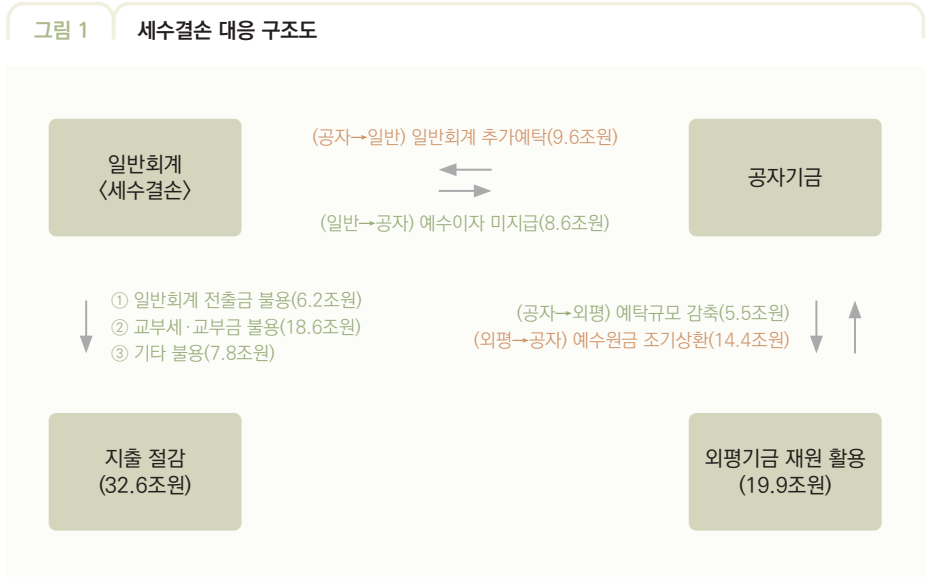 그림 1
세수결손 대응 구조도
일반회계
〈세수결손〉
(공자→일반) 일반회계 추가예탁(9.6조원)
(일반→공자) 예수이자 미지급(8.6조원)
공자기금
① 일반회계 전출금 불용(6.2조원)
② 교부세·교부금 불용(18.6조원)
③ 기타 불용(7.8조원)
(공자→외평) 예탁규모 감축(5.5조원)
(외평→공자) 예수원금 조기상환(14.4조원)
지출 절감
(32.6조원)
외평기금 재원 활용
(19.9조원)